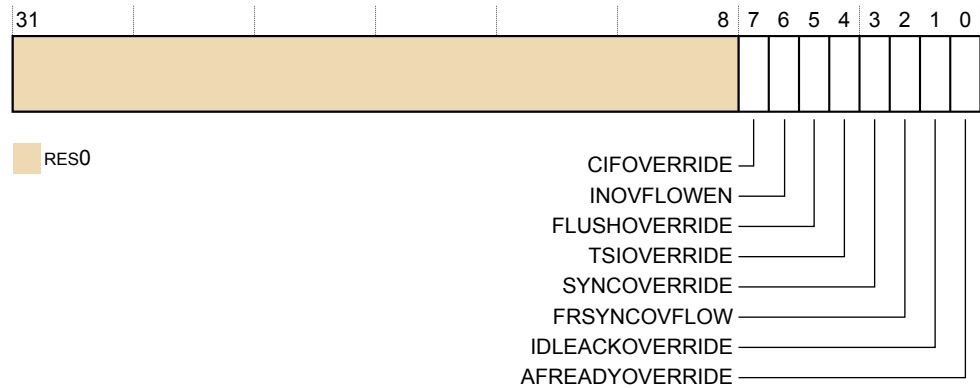 31 8 7 6 5 4 3 2 1 0
RES0
CIFOVERRIDE
INOVFLOWEN
FLUSHOVERRIDE
TSIOVERRIDE
SYNCOVERRIDE
FRSYNCOVFLOW
IDLEACKOVERRIDE
AFREADYOVERRIDE